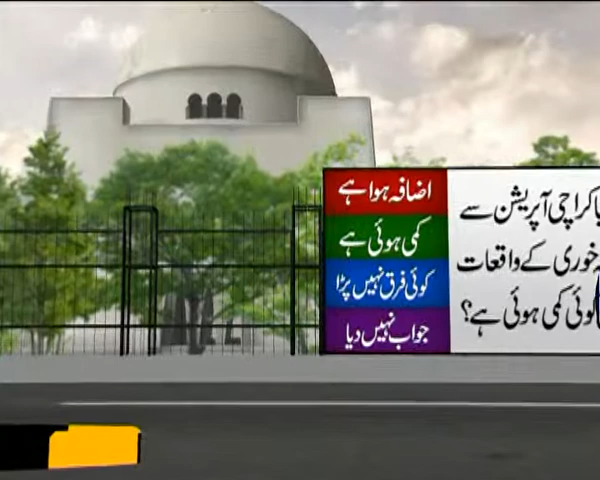 کراچی آپریشن سے
خوری کے واقعات
کوئی کمی ہوئی ہے؟
اضافہ ہوا ہے
کمی ہوئی ہے
کوئی فرق نہیں پڑا
جواب نہیں دیا